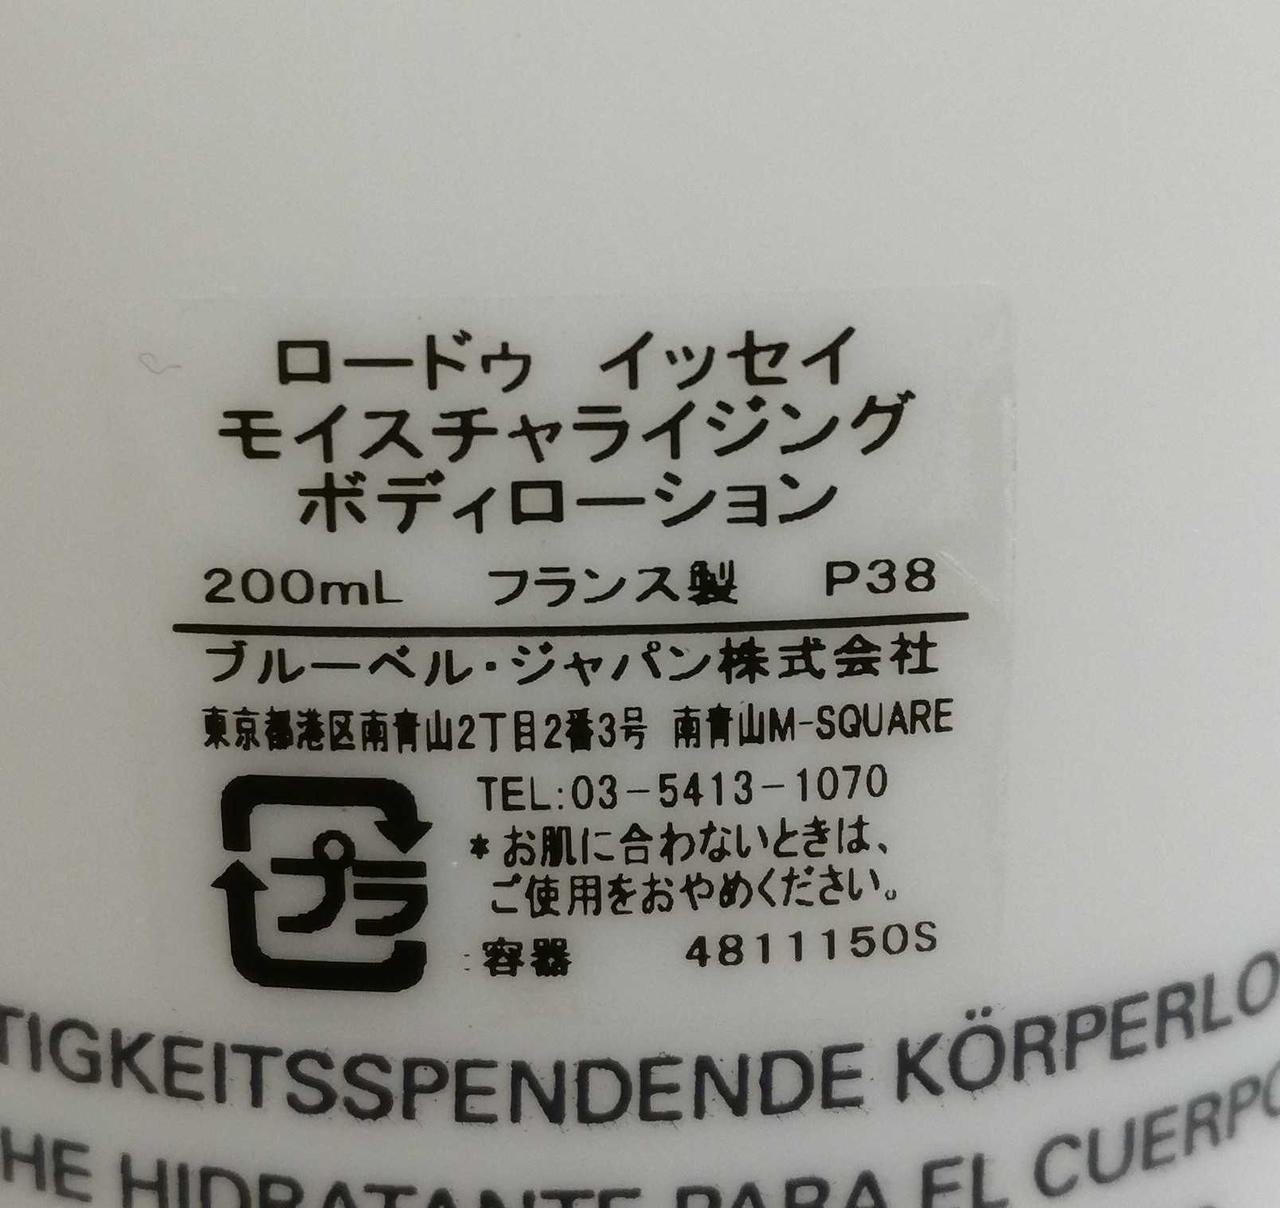 ロードゥ イッセイ
モイスチャライジング
ボディローション
200mL フランス製 P38
ブルーベル・ジャパン株式会社
東京都港区南青山2丁目2番3号 南青山M-SQUARE
TEL:03-5413-1070
*お肌に合わないときは、
ご使用をおやめください。
プラ
:容器 4811150S
TIGKEITSSPENDENDE KÖRPERLO
HE HIDRATANTE PARA EL CUERPO